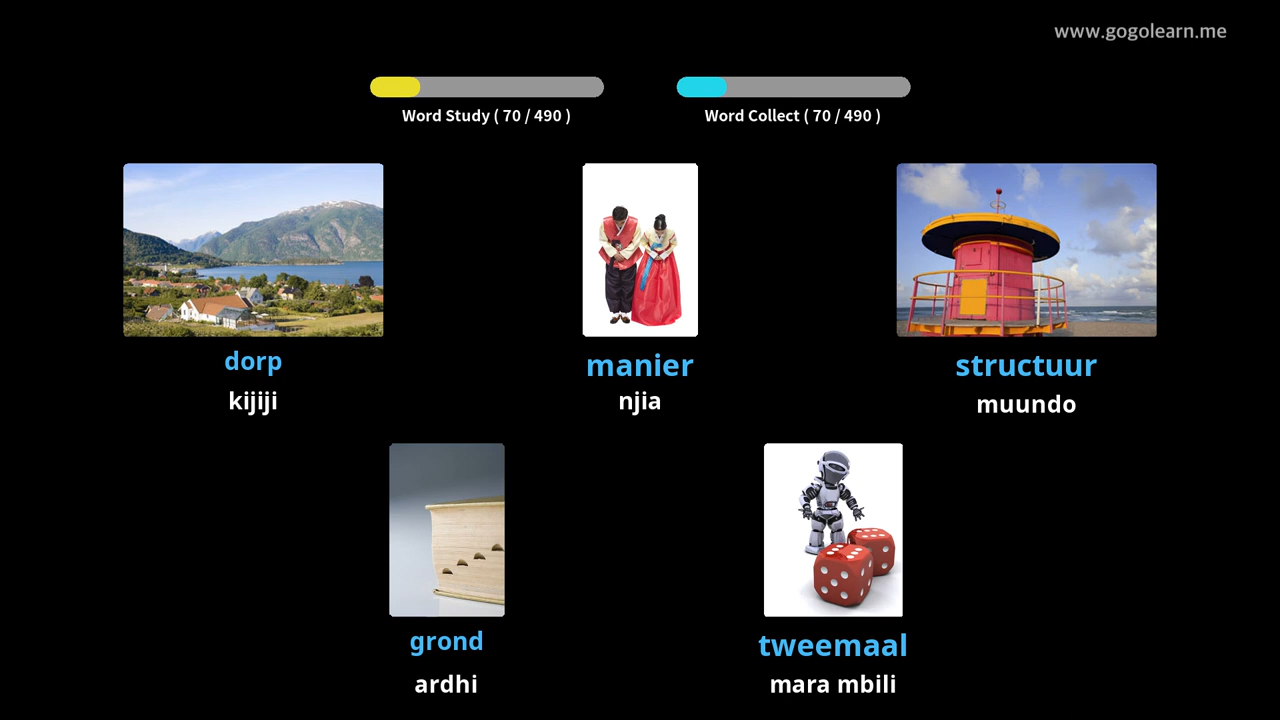 www.gogolearn.me
Word Study ( 70 / 490 )
Word Collect ( 70 / 490 )
dorp
kijiji
manier
njia
structuur
muundo
grond
ardhi
tweemaal
mara mbili